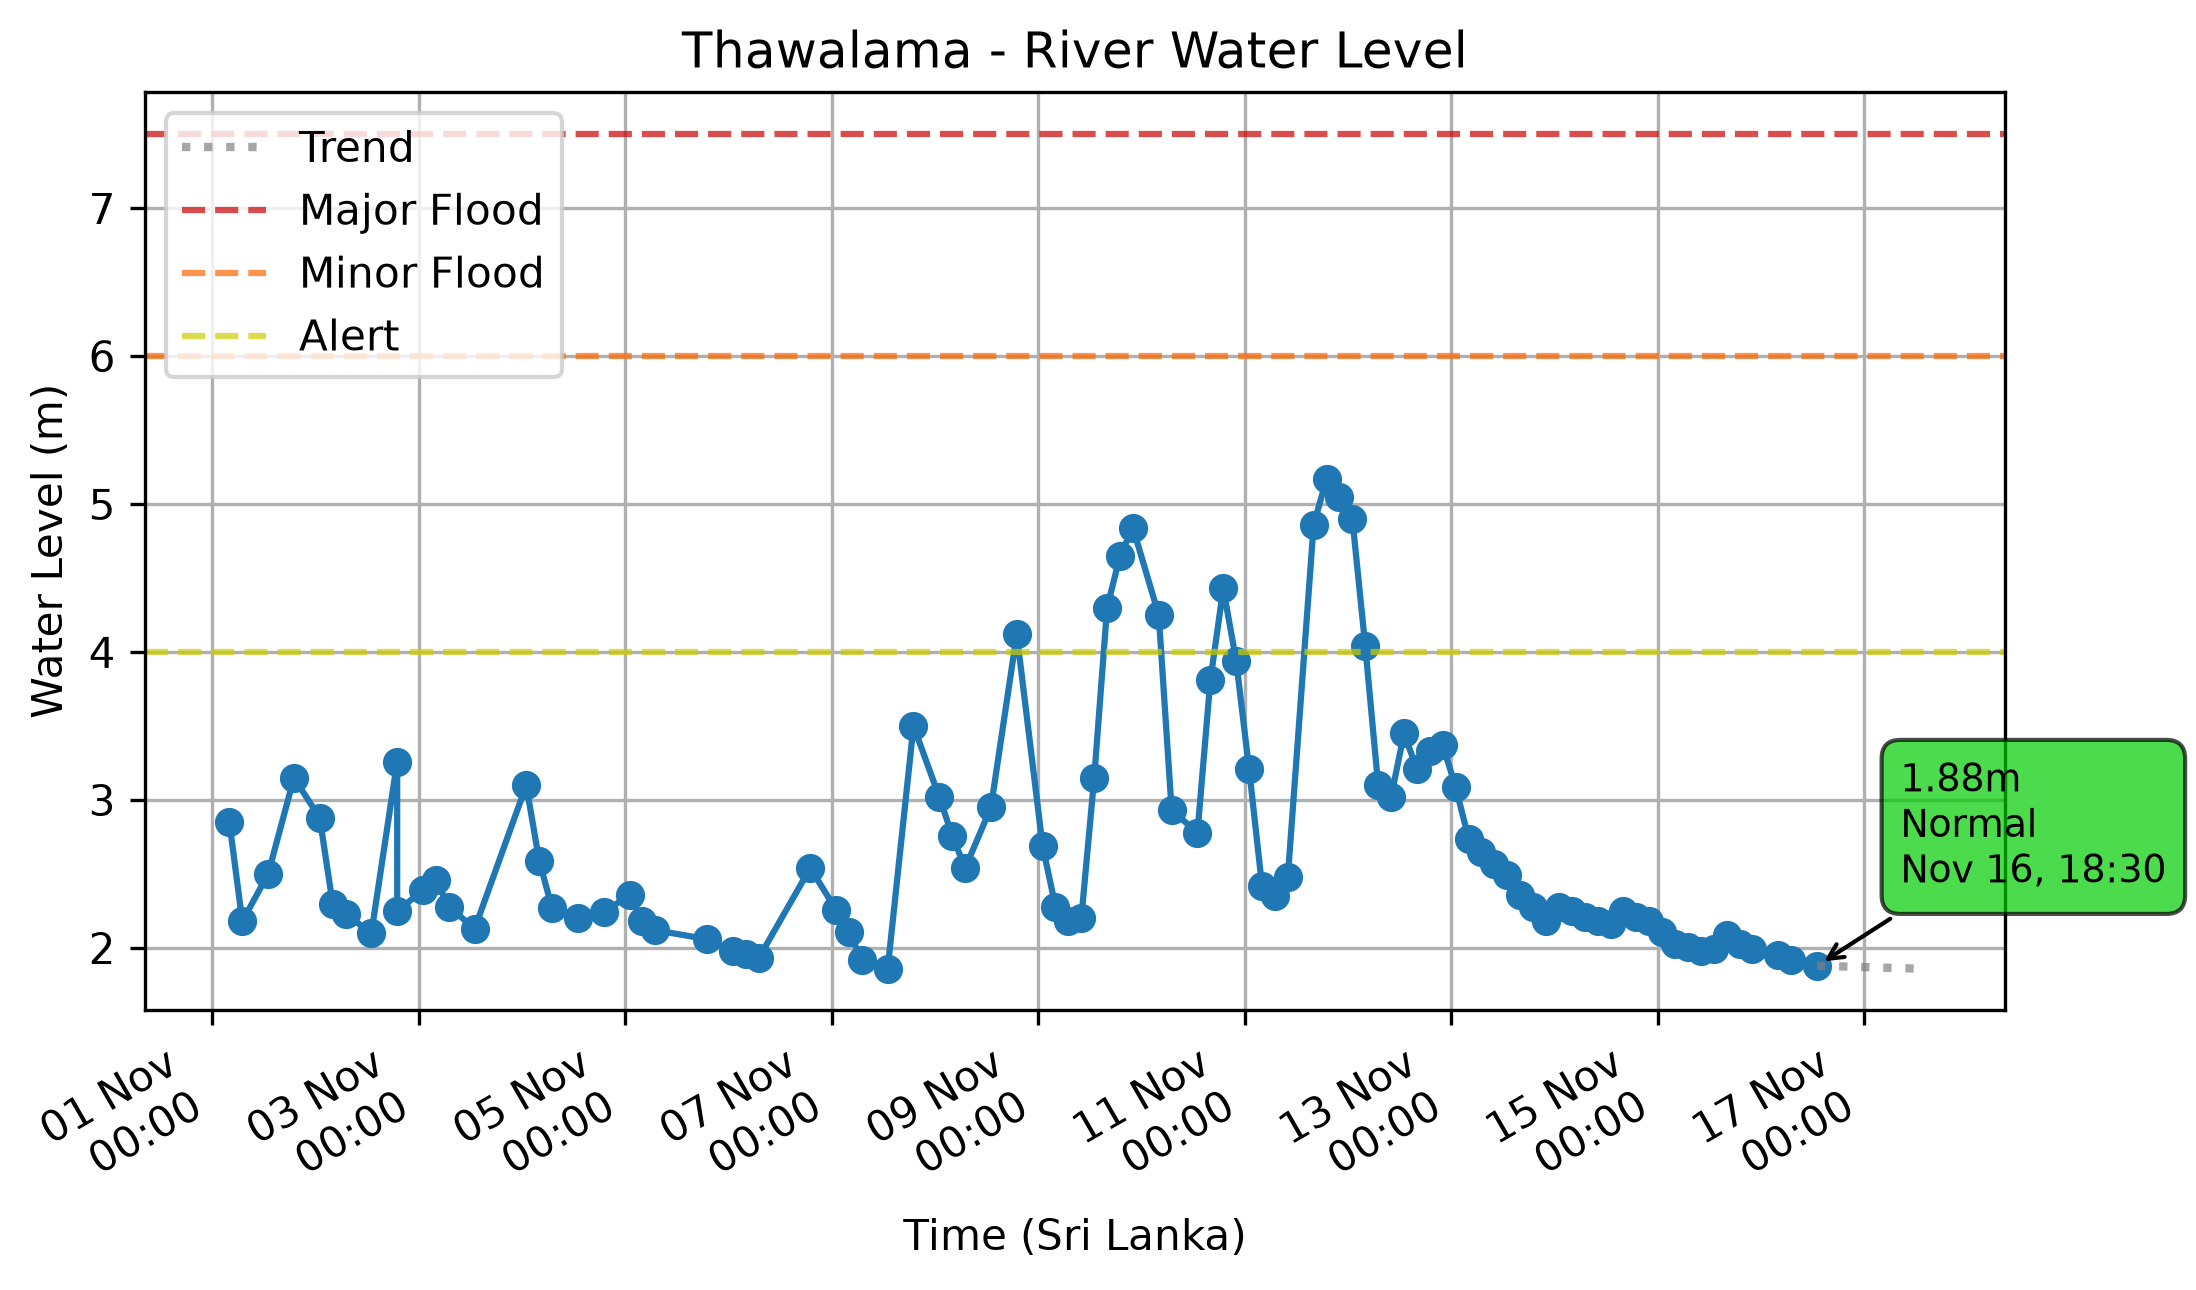 Thawalama - River Water Level
Trend
Major Flood
Minor Flood
Alert
7
6
5
4
3
2
Water Level (m)
1.88m
Normal
Nov 16, 18:30
01 Nov
00:00
03 Nov
00:00
05 Nov
00:00
07 Nov
00:00
09 Nov
00:00
11 Nov
00:00
13 Nov
00:00
15 Nov
00:00
17 Nov
00:00
Time (Sri Lanka)